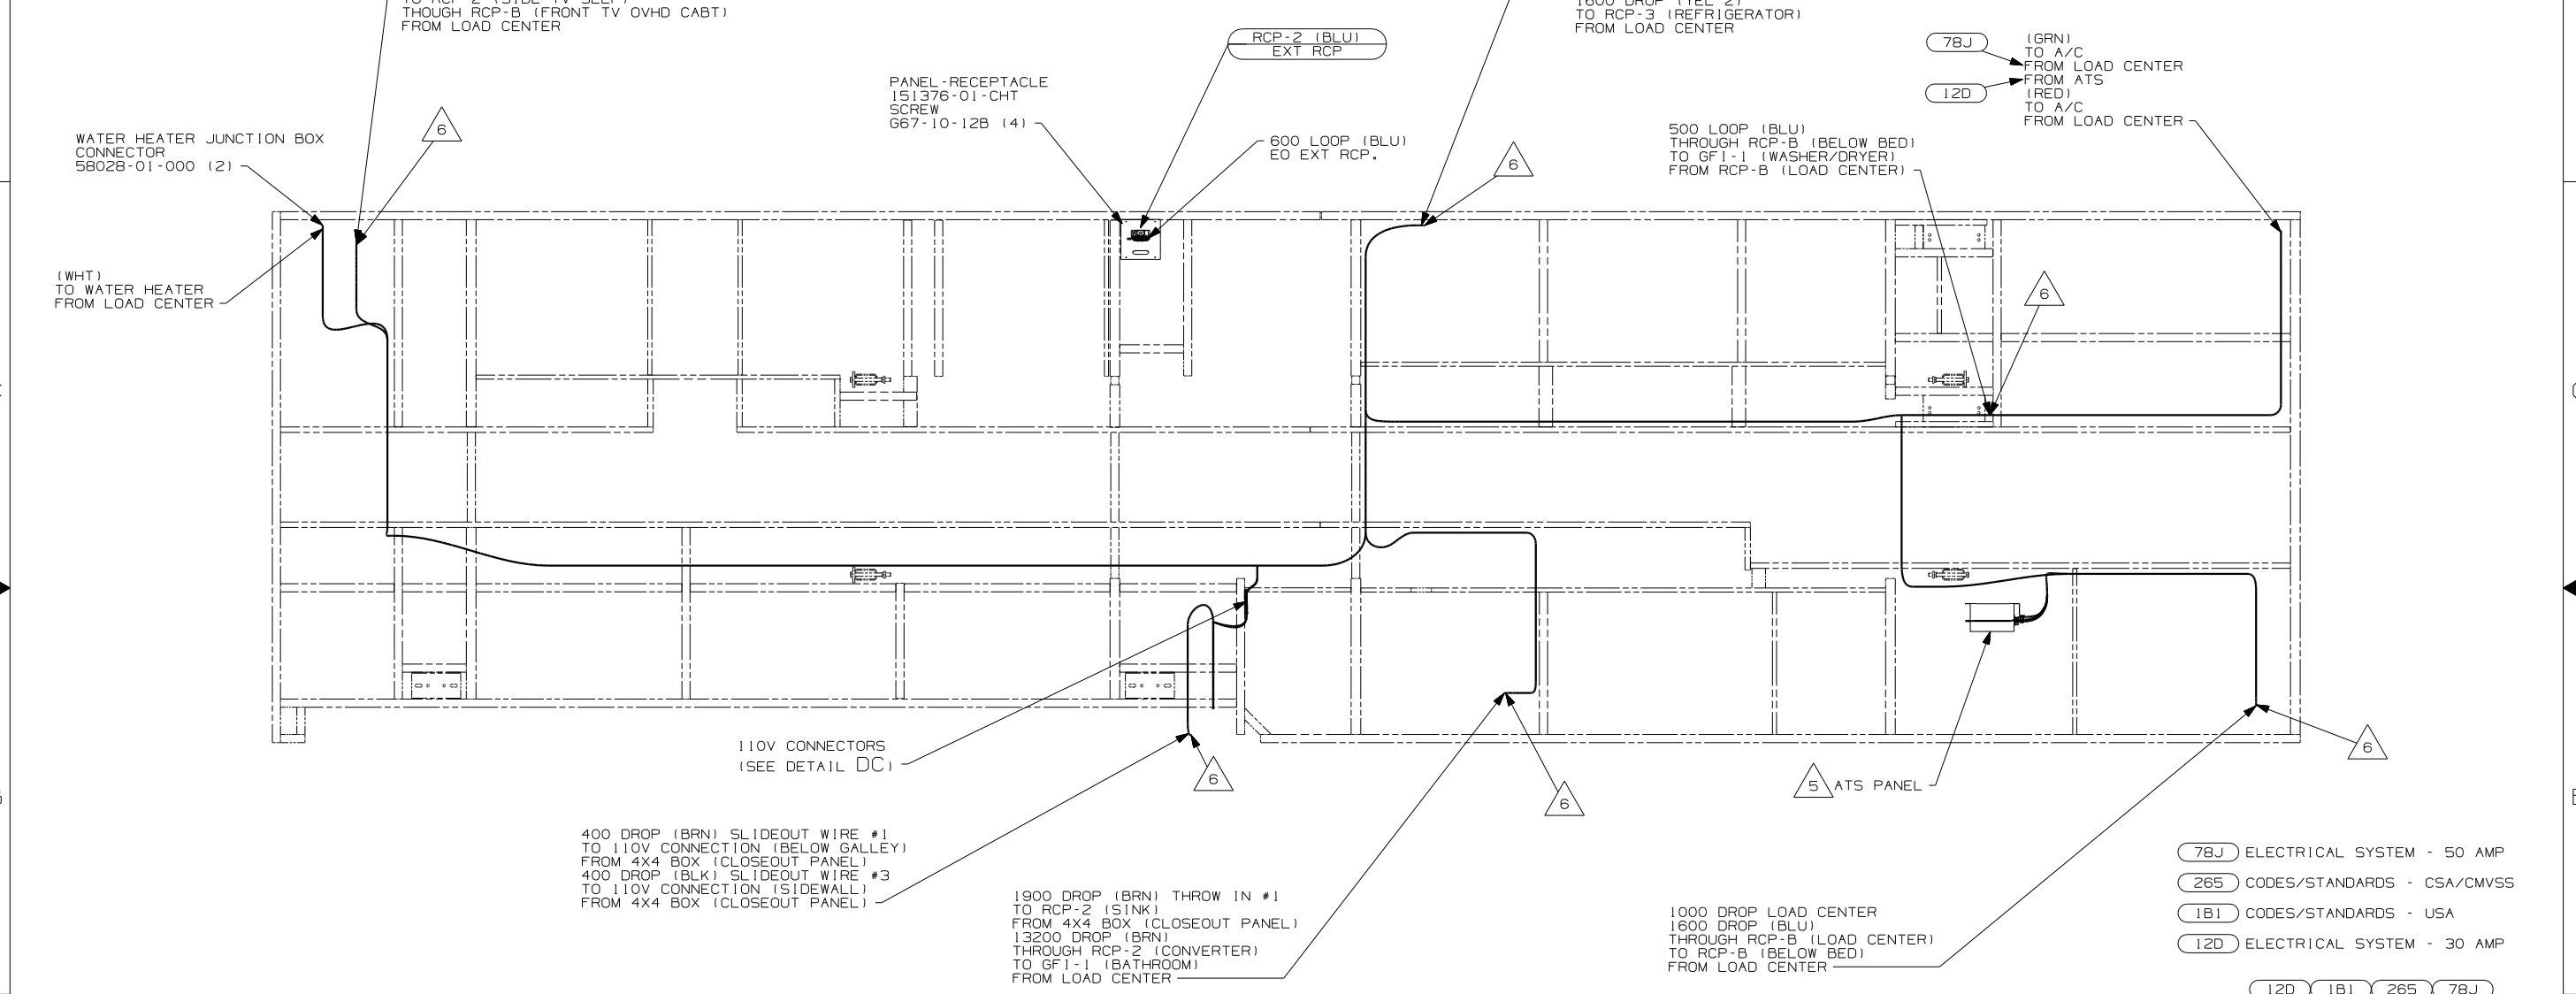 TO RCP-2 (SIDE TV SLEP)
THOUGH RCP-B (FRONT TV OVHD CABT)
FROM LOAD CENTER
1600 DROP (YEL 2)
TO RCP-3 (REFRIGERATOR)
FROM LOAD CENTER
RCP-2 (BLU)
EXT RCP
78J
12D
(GRN)
TO A/C
FROM LOAD CENTER
FROM ATS
(RED)
TO A/C
FROM LOAD CENTER
PANEL-RECEPTACLE
151376-01-CHT
SCREW
G67-10-12B (4)
6
WATER HEATER JUNCTION BOX
CONNECTOR
58028-01-000 (2)
600 LOOP (BLU)
EO EXT RCP.
6
500 LOOP (BLU)
THROUGH RCP-B (BELOW BED)
TO GFI-1 (WASHER/DRYER)
FROM RCP-B (LOAD CENTER)
(WHT)
TO WATER HEATER
FROM LOAD CENTER
6
110V CONNECTORS
(SEE DETAIL DC)
6
6
5
ATS PANEL
6
400 DROP (BRN) SLIDEOUT WIRE #1
TO 110V CONNECTION (BELOW GALLEY)
FROM 4X4 BOX (CLOSEOUT PANEL)
400 DROP (BLK) SLIDEOUT WIRE #3
TO 110V CONNECTION (SIDEWALL)
FROM 4X4 BOX (CLOSEOUT PANEL)
1900 DROP (BRN) THROW IN #1
TO RCP-2 (SINK)
FROM 4X4 BOX (CLOSEOUT PANEL)
13200 DROP (BRN)
THROUGH RCP-2 (CONVERTER)
TO GFI-1 (BATHROOM)
FROM LOAD CENTER
1000 DROP LOAD CENTER
1600 DROP (BLU)
THROUGH RCP-B (LOAD CENTER)
TO RCP-B (BELOW BED)
FROM LOAD CENTER
78J ELECTRICAL SYSTEM - 50 AMP
265 CODES/STANDARDS - CSA/CMVSS
1B1 CODES/STANDARDS - USA
12D ELECTRICAL SYSTEM - 30 AMP
12D 1B1 265 78J